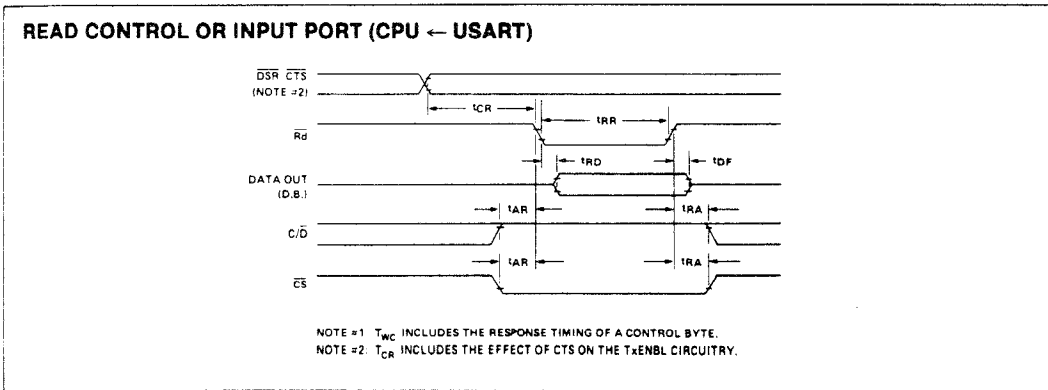 READ CONTROL OR INPUT PORT (CPU ← USART)
DSR CTS
(NOTE #2)
tCR
tRR
Rd
tRD
tDF
DATA OUT
(D.B.)
tAR
tRA
C/D
tAR
tRA
CS
NOTE #1 TWC INCLUDES THE RESPONSE TIMING OF A CONTROL BYTE.
NOTE #2: TCR INCLUDES THE EFFECT OF CTS ON THE TxENBL CIRCUITRY.